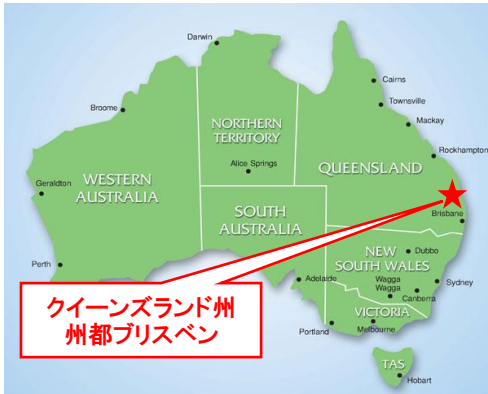 Darwin
Cairns
Townsville
Broome
Mackay
NORTHERN
TERRITORY
Rockhampton
Alice Springs
QUEENSLAND
WESTERN
AUSTRALIA
Geraldton
SOUTH
AUSTRALIA
Brisbane
NEW
SOUTH WALES
Dubbo
Perth
Adelaide
Wagga
Wagga
Sydney
Canberra
VICTORIA
Portland
Melbourne
クイーンズランド州
州都ブリスベン
TAS
Hobart